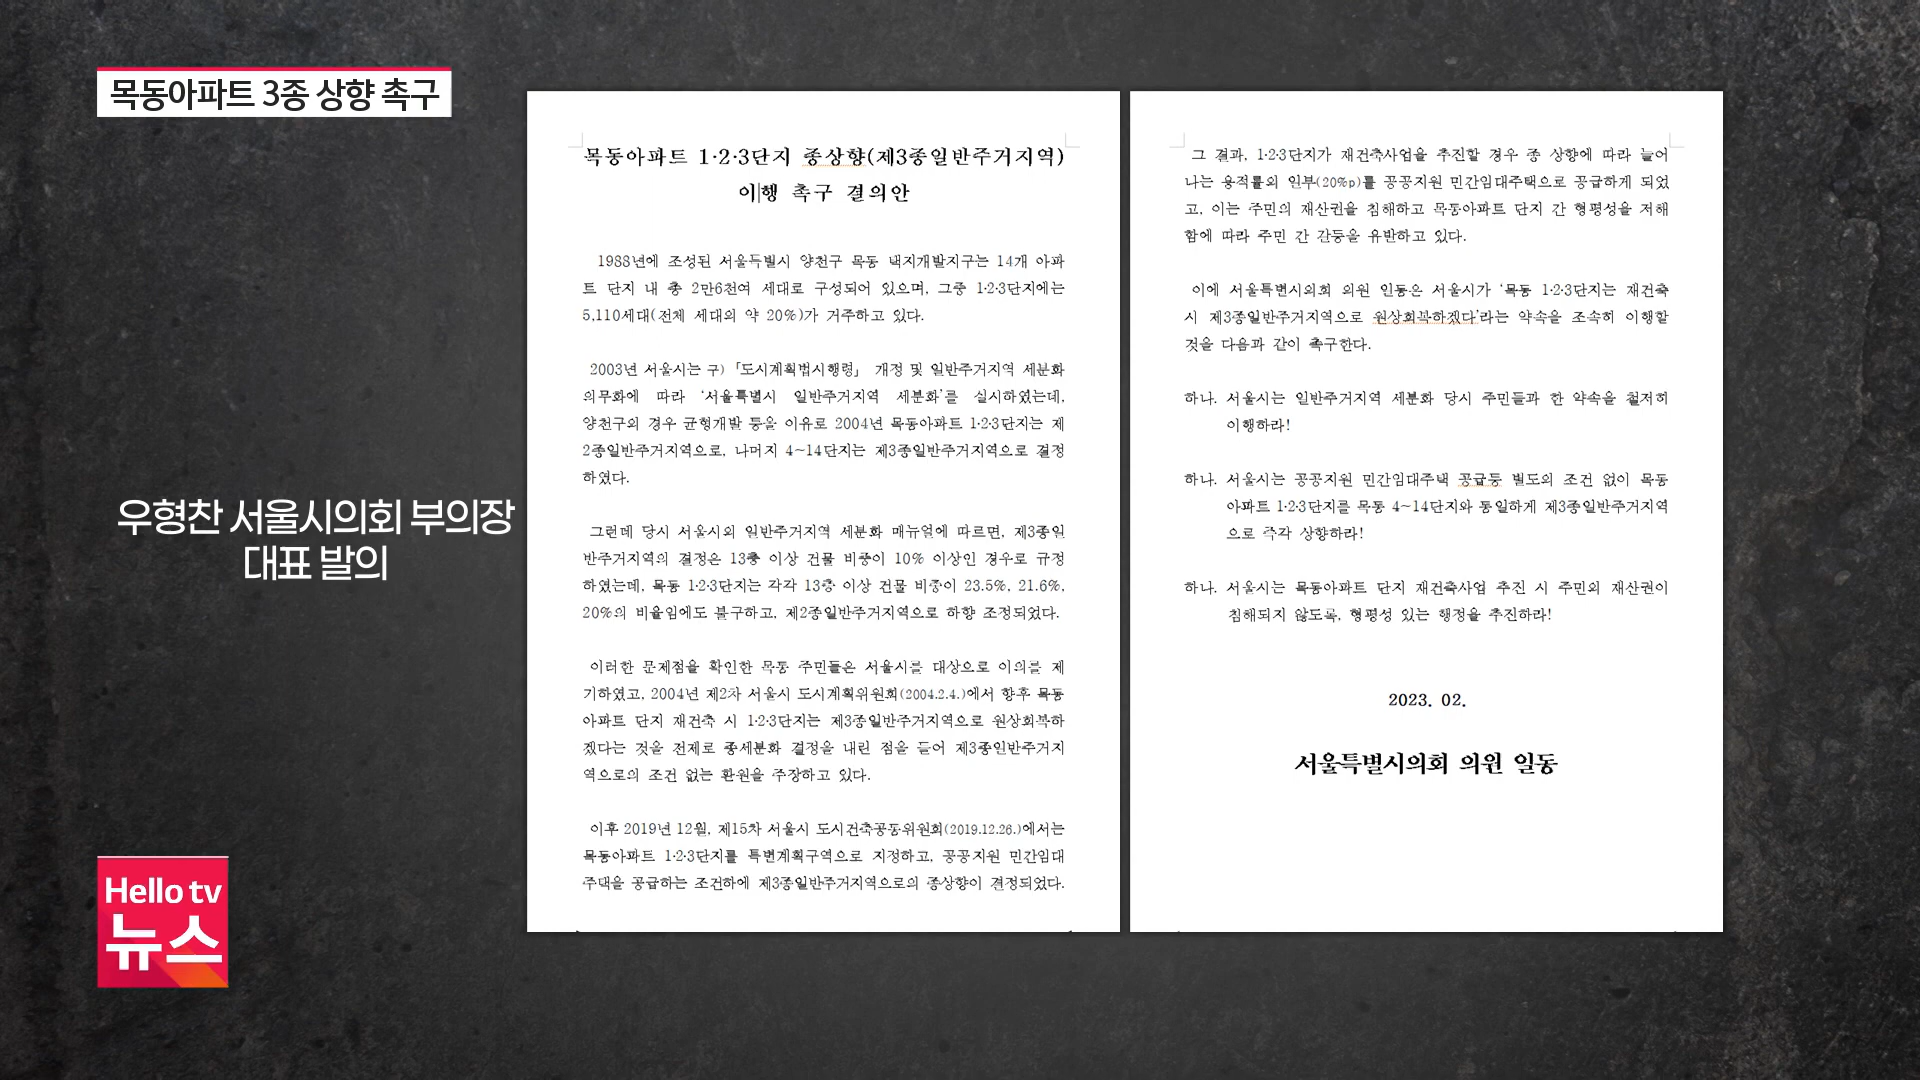 목동아파트 3종 상향 촉구
우형찬 서울시의회 부의장
대표 발의
목동아파트 1·2·3단지 종상향(제3종일반주거지역)
이행 촉구 결의안
1988년에 조성된 서울특별시 양천구 목동 택지개발지구는 14개 아파
트 단지 내 총 2만6천여 세대로 구성되어 있으며, 그중 1·2·3단지에는
5,110세대(전체 세대의 약 20%)가 거주하고 있다.
2003년 서울시는 구)「도시계획법시행령」 개정 및 일반주거지역 세분화
의무화에 따라 '서울특별시 일반주거지역 세분화'를 실시하였는데,
양천구의 경우 균형개발 등을 이유로 2004년 목동아파트 1·2·3단지는 제
2종일반주거지역으로, 나머지 4~14단지는 제3종일반주거지역으로 결정
하였다.
그런데 당시 서울시의 일반주거지역 세분화 매뉴얼에 따르면, 제3종일
반주거지역의 결정은 13층 이상 건물 비중이 10% 이상인 경우로 규정
하였는데, 목동 1·2·3단지는 각각 13층 이상 건물 비중이 23.5%, 21.6%,
20%의 비율임에도 불구하고, 제2종일반주거지역으로 하향 조정되었다.
이러한 문제점을 확인한 목동 주민들은 서울시를 대상으로 이의를 제
기하였고, 2004년 제2차 서울시 도시계획위원회(2004.2.4.)에서 향후 목동
아파트 단지 재건축 시 1·2·3단지는 제3종일반주거지역으로 원상회복하
겠다는 것을 전제로 종세분화 결정을 내린 점을 들어 제3종일반주거지
역으로의 조건 없는 환원을 주장하고 있다.
이후 2019년 12월, 제15차 서울시 도시건축공동위원회(2019.12.26.)에서는
목동아파트 1·2·3단지를 특별계획구역으로 지정하고, 공공지원 민간임대
주택을 공급하는 조건하에 제3종일반주거지역으로의 종상향이 결정되었다.
그 결과, 1·2·3단지가 재건축사업을 추진할 경우 종 상향에 따라 늘어
나는 용적률의 일부(20%p)를 공공지원 민간임대주택으로 공급하게 되었
고, 이는 주민의 재산권을 침해하고 목동아파트 단지 간 형평성을 저해
함에 따라 주민 간 갈등을 유발하고 있다.
이에 서울특별시의회 의원 일동은 서울시가 '목동 1·2·3단지는 재건축
시 제3종일반주거지역으로 원상회복하겠다'라는 약속을 조속히 이행할
것을 다음과 같이 촉구한다.
하나. 서울시는 일반주거지역 세분화 당시 주민들과 한 약속을 철저히
이행하라!
하나. 서울시는 공공지원 민간임대주택 공급등 별도의 조건 없이 목동
아파트 1·2·3단지를 목동 4~14단지와 동일하게 제3종일반주거지역
으로 즉각 상향하라!
하나. 서울시는 목동아파트 단지 재건축사업 추진 시 주민의 재산권이
침해되지 않도록, 형평성 있는 행정을 추진하라!
2023. 02.
서울특별시의회 의원 일동
Hello tv
뉴스